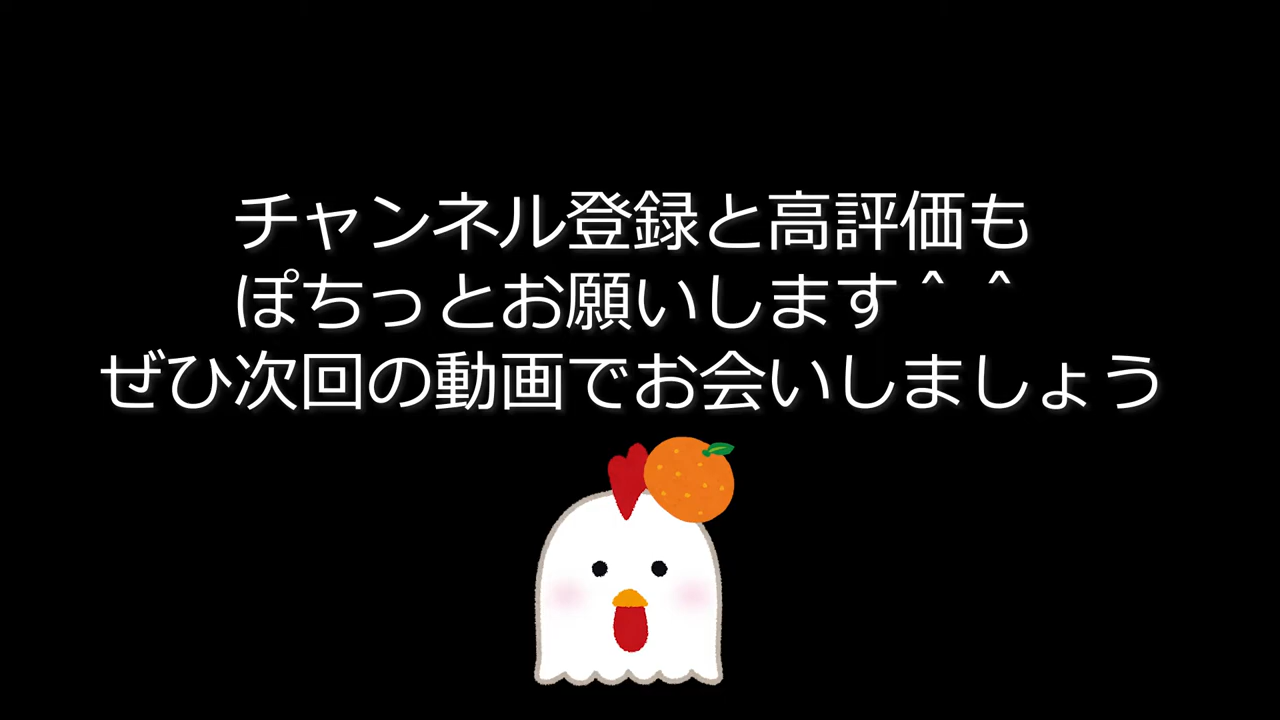 チャンネル登録と高評価も
ぽちっとお願いします＾ ＾
ぜひ次回の動画でお会いしましょう